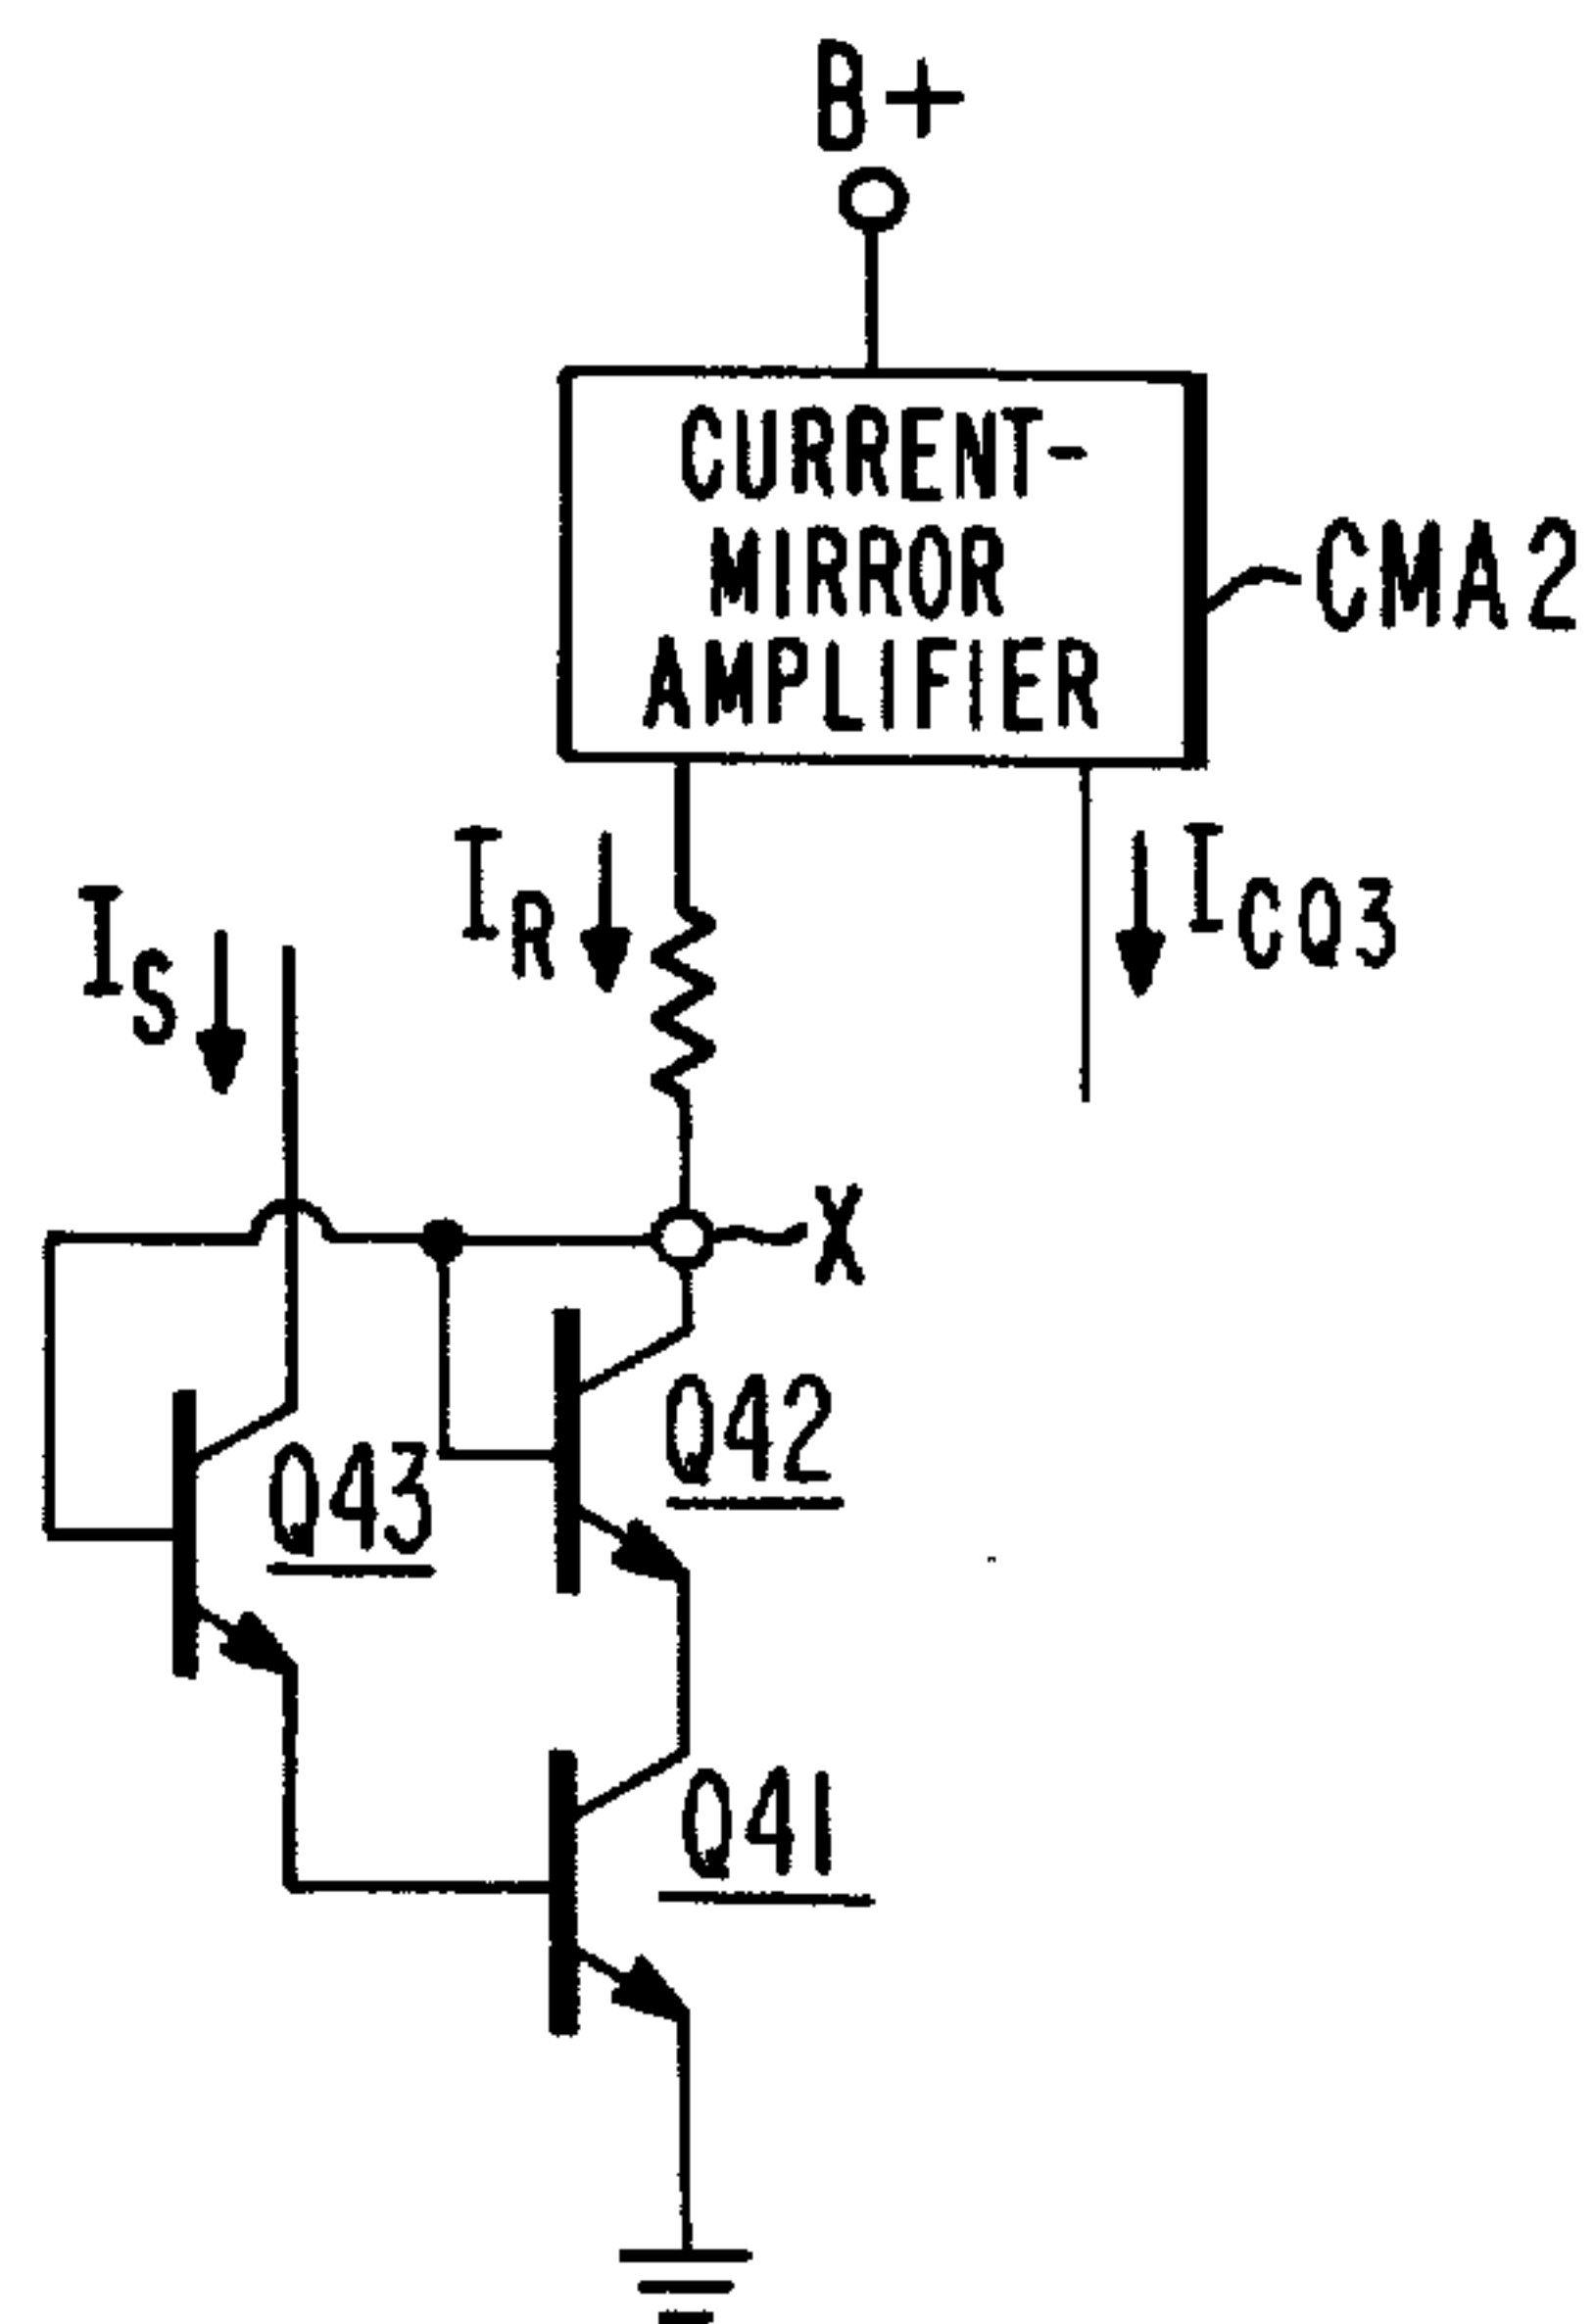 B+
CURRENT-
MIRROR
AMPLIFIER
CMA2
IS
IR
ICQ3
X
Q43
Q42
Q41